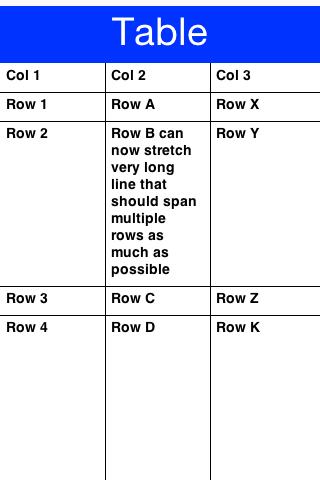 Table
Col 1 Col 2 Col 3
Row 1 Row A Row X
Row 2 Row B can Row Y
now stretch
very long
line that
should span
multiple
rows as
much as
possible
Row 3 Row C Row Z
Row 4 Row D Row K